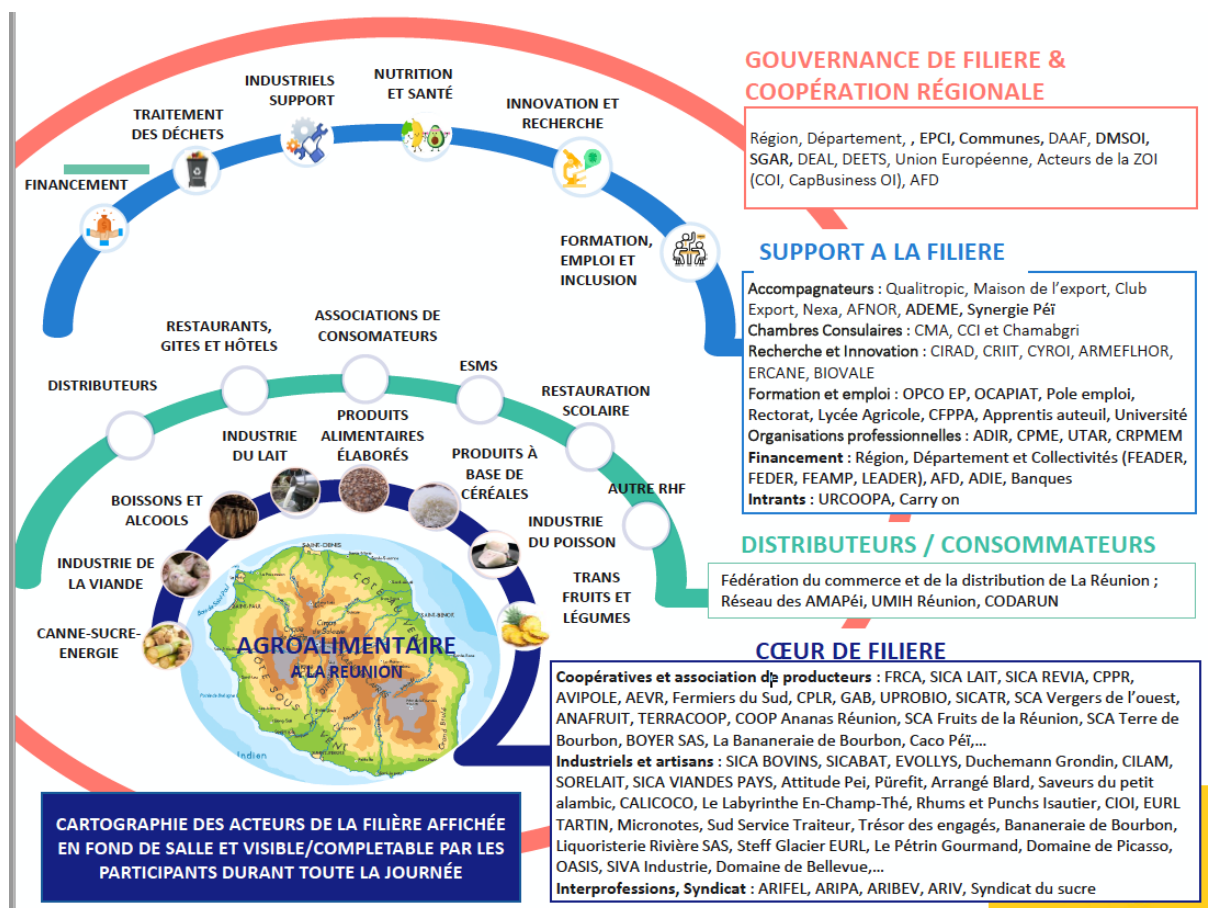 GOUVERNANCE DE FILIERE &
COOPÉRATION RÉGIONALE
Région, Département, , EPCI, Communes, DAAF, DMSOI,
SGAR, DEAL, DEETS, Union Européenne, Acteurs de la ZOI
(COI, CapBusiness OI), AFD
FINANCEMENT
TRAITEMENT
DES DÉCHETS
INDUSTRIELS
SUPPORT
NUTRITION
ET SANTÉ
INNOVATION ET
RECHERCHE
FORMATION,
EMPLOI ET
INCLUSION
SUPPORT A LA FILIERE
Accompagnateurs : Qualitropic, Maison de l'export, Club
Export, Nexa, AFNOR, ADEME, Synergie Péï
Chambres Consulaires : CMA, CCI et Chamabgri
Recherche et Innovation : CIRAD, CRIIT, CYROI, ARMEFLHOR,
ERCANE, BIOVALE
Formation et emploi : OPCO EP, OCAPIAT, Pole emploi,
Rectorat, Lycée Agricole, CFPPA, Apprentis auteuil, Université
Organisations professionnelles : ADIR, CPME, UTAR, CRPMEM
Financement : Région, Département et Collectivités (FEADER,
FEDER, FEAMP, LEADER), AFD, ADIE, Banques
Intrants : URCOOPA, Carry on
DISTRIBUTEURS
RESTAURANTS,
GITES ET HÔTELS
ASSOCIATIONS DE
CONSOMATEURS
ESMS
RESTAURATION
SCOLAIRE
AUTRE RHF
DISTRIBUTEURS / CONSOMMATEURS
Fédération du commerce et de la distribution de La Réunion ;
Réseau des AMAPéi, UMIH Réunion, CODARUN
CANNE-SUCRE-
ENERGIE
INDUSTRIE DE
LA VIANDE
BOISSONS ET
ALCOOLS
INDUSTRIE
DU LAIT
PRODUITS
ALIMENTAIRES
ÉLABORÉS
PRODUITS À
BASE DE
CÉRÉALES
INDUSTRIE
DU POISSON
TRANS
FRUITS ET
LÉGUMES
SAINT-DENIS
SAINT-PAUL
SAINT-BENOIT
AGROALIMENTAIRE
A LA REUNION
Grand Brulé
Indien
CŒUR DE FILIERE
Coopératives et association de producteurs : FRCA, SICA LAIT, SICA REVIA, CPPR,
AVIPOLE, AEVR, Fermiers du Sud, CPLR, GAB, UPROBIO, SICATR, SCA Vergers de l'ouest,
ANAFRUIT, TERRACOOP, COOP Ananas Réunion, SCA Fruits de la Réunion, SCA Terre de
Bourbon, BOYER SAS, La Bananeraie de Bourbon, Caco Péï,…
Industriels et artisans : SICA BOVINS, SICABAT, EVOLLYS, Duchemann Grondin, CILAM,
SORELAIT, SICA VIANDES PAYS, Attitude Pei, Pürefit, Arrangé Blard, Saveurs du petit
alambic, CALICOCO, Le Labyrinthe En-Champ-Thé, Rhums et Punchs Isautier, CIOI, EURL
TARTIN, Micronotes, Sud Service Traiteur, Trésor des engagés, Bananeraie de Bourbon,
Liquoristerie Rivière SAS, Steff Glacier EURL, Le Pétrin Gourmand, Domaine de Picasso,
OASIS, SIVA Industrie, Domaine de Bellevue,…
Interprofessions, Syndicat : ARIFEL, ARIPA, ARIBEV, ARIV, Syndicat du sucre
CARTOGRAPHIE DES ACTEURS DE LA FILIÈRE AFFICHÉE
EN FOND DE SALLE ET VISIBLE/COMPLETABLE PAR LES
PARTICIPANTS DURANT TOUTE LA JOURNÉE